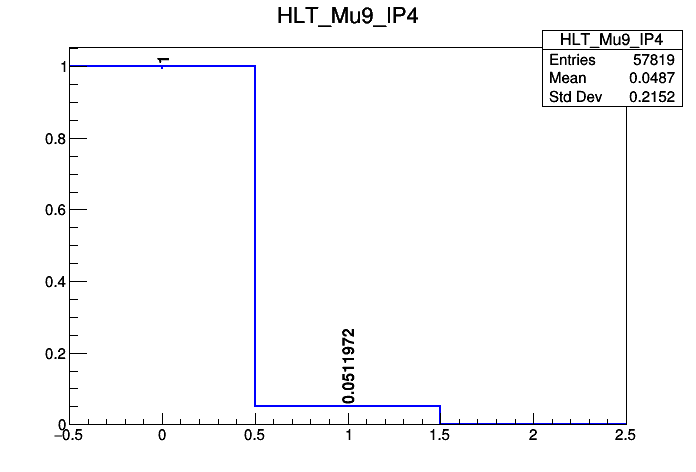 HLT_Mu9_IP4
HLT_Mu9_IP4
Entries 57819
Mean 0.0487
Std Dev 0.2152
1
0.0511972
1
0.8
0.6
0.4
0.2
0
−0.5 0 0.5 1 1.5 2 2.5